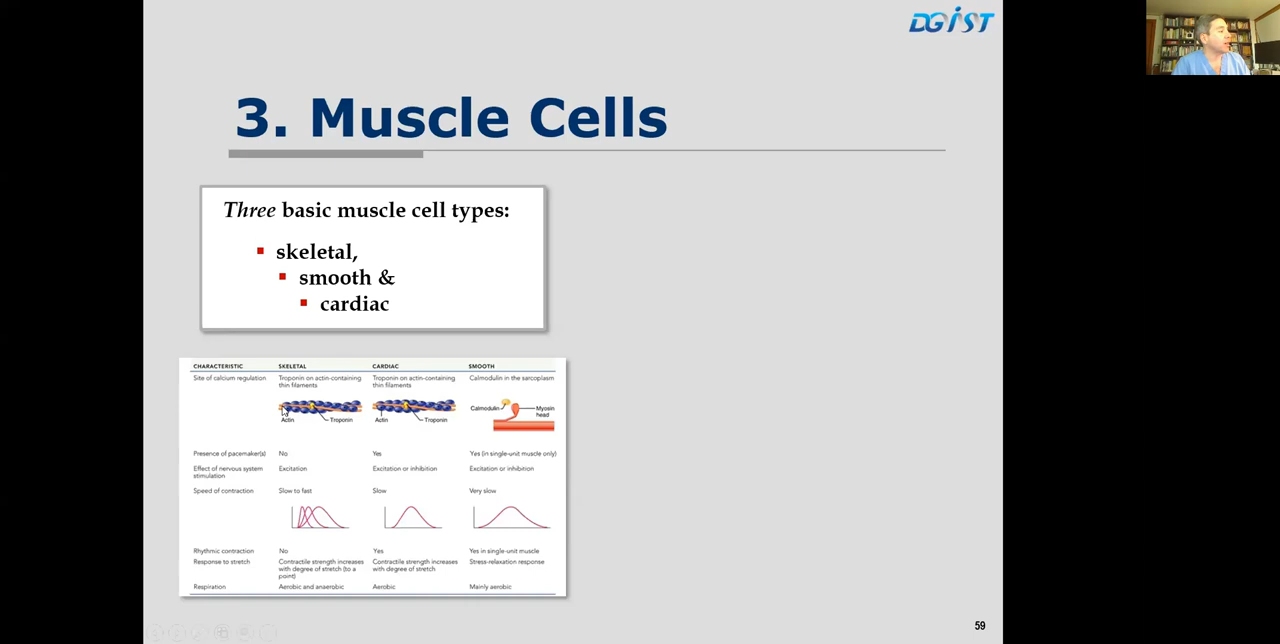 DGIST
3. Muscle Cells
Three basic muscle cell types:
skeletal,
smooth &
cardiac
CHARACTERISTIC SKELETAL CARDIAC SMOOTH
Site of calcium regulation Troponin on action-containing Troponin on actin-containing Calmodulin in the sarcoplasm
thin filaments thin filaments
Calmodulin Myosin
head
Actin Troponin Actin Troponin
Presence of pacemaker(s) No Yes Yes (in single-unit muscle only)
Effect of nervous system Excitation Excitation or inhibition Excitation or inhibition
stimulation
Speed of contraction Slow to fast Slow Very slow
Rhythmic contraction No Yes Yes in single-unit muscle
Response to stretch Contractile strength increases Contractile strength increases Stress-relaxation response
with degree of stretch (to a with degree of stretch
point)
Respiration Aerobic and anaerobic Aerobic Mainly aerobic
59